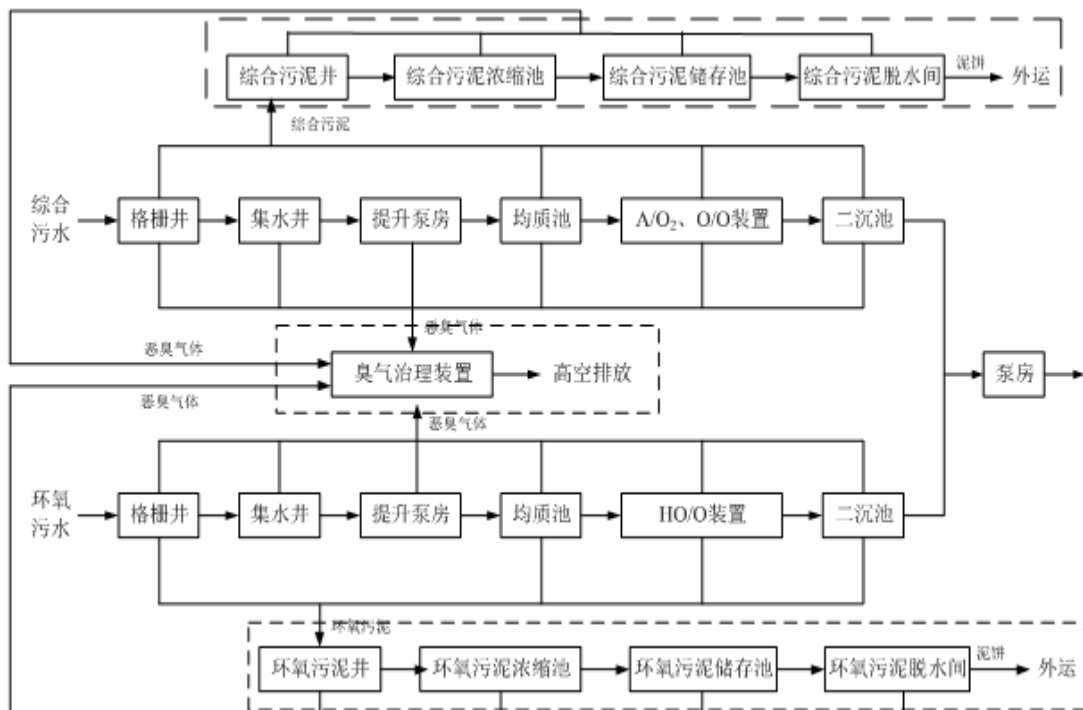 综合污泥井
综合污泥浓缩池
综合污泥储存池
综合污泥脱水间
泥饼
外运
综合污泥
综合
污水
格栅井
集水井
提升泵房
均质池
A/O₂、O/O装置
二沉池
恶臭气体
恶臭气体
臭气治理装置
高空排放
泵房
恶臭气体
恶臭气体
环氧
污水
格栅井
集水井
提升泵房
均质池
HO/O装置
二沉池
环氧污泥
环氧污泥井
环氧污泥浓缩池
环氧污泥储存池
环氧污泥脱水间
泥饼
外运